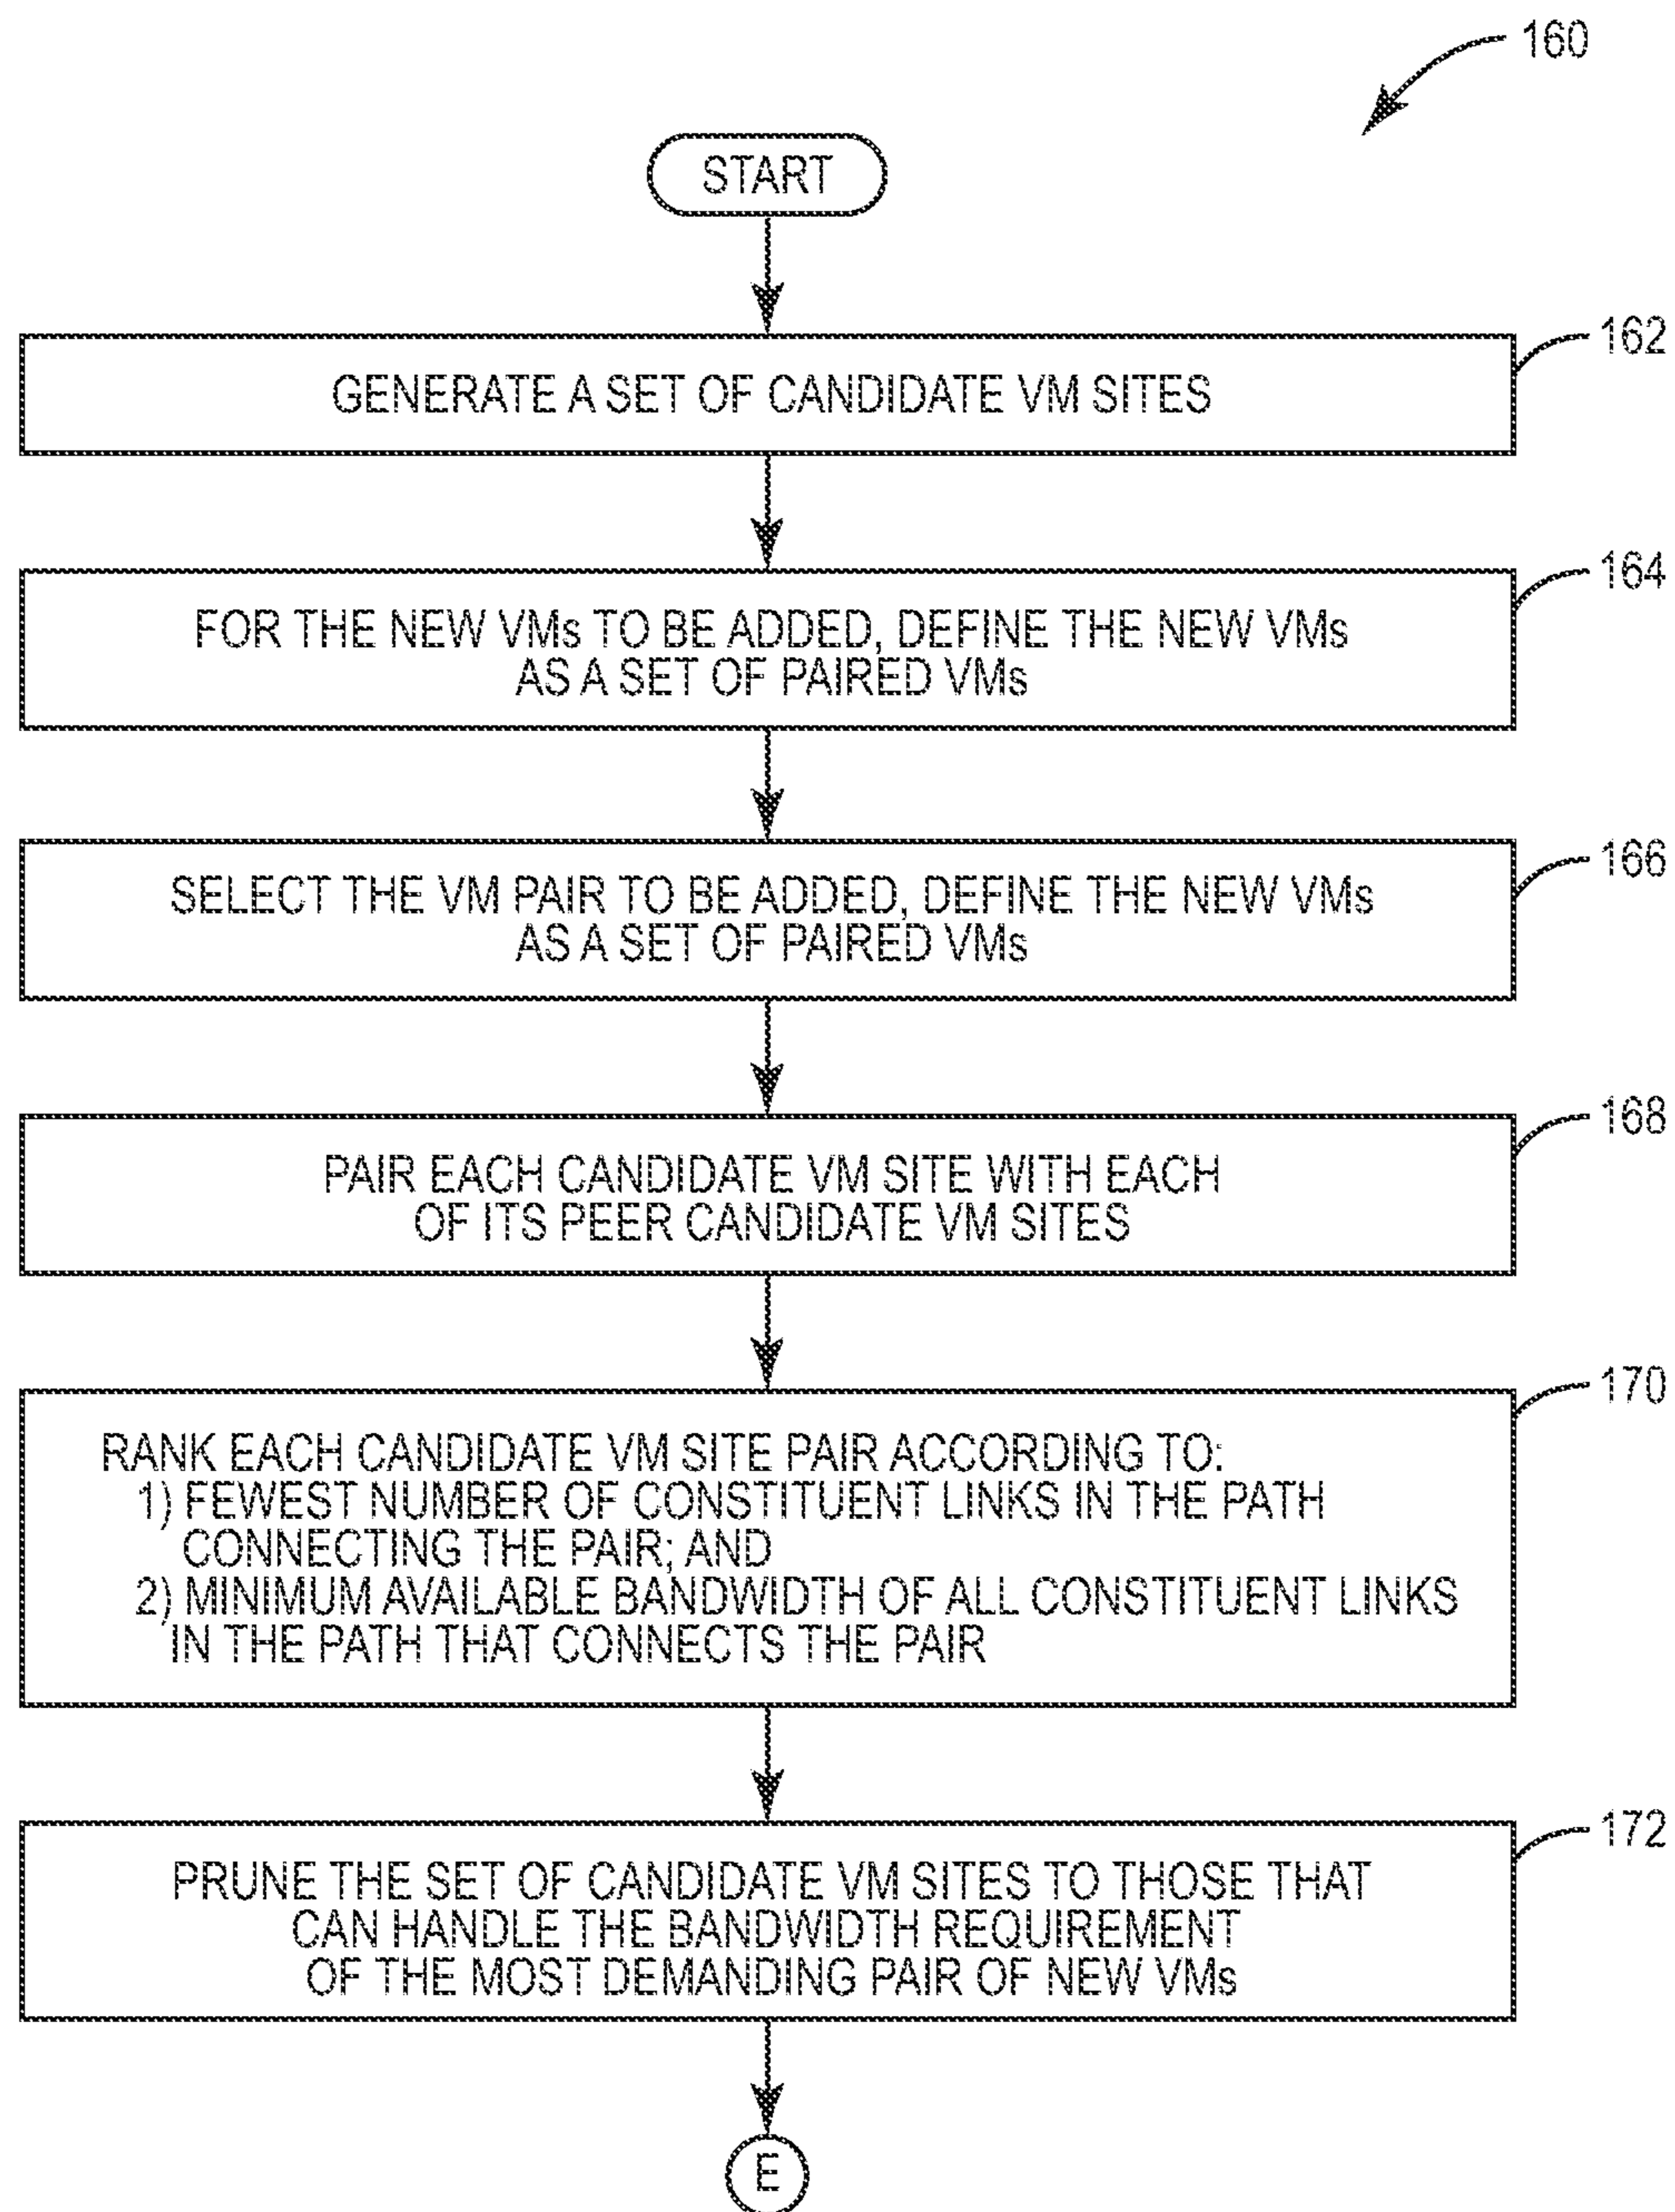 160
START
162
GENERATE A SET OF CANDIDATE VM SITES
164
FOR THE NEW VMs TO BE ADDED, DEFINE THE NEW VMs
AS A SET OF PAIRED VMs
166
SELECT THE VM PAIR TO BE ADDED, DEFINE THE NEW VMs
AS A SET OF PAIRED VMs
168
PAIR EACH CANDIDATE VM SITE WITH EACH
OF ITS PEER CANDIDATE VM SITES
170
RANK EACH CANDIDATE VM SITE PAIR ACCORDING TO:
1) FEWEST NUMBER OF CONSTITUENT LINKS IN THE PATH
CONNECTING THE PAIR; AND
2) MINIMUM AVAILABLE BANDWIDTH OF ALL CONSTITUENT LINKS
IN THE PATH THAT CONNECTS THE PAIR
172
PRUNE THE SET OF CANDIDATE VM SITES TO THOSE THAT
CAN HANDLE THE BANDWIDTH REQUIREMENT
OF THE MOST DEMANDING PAIR OF NEW VMs
E